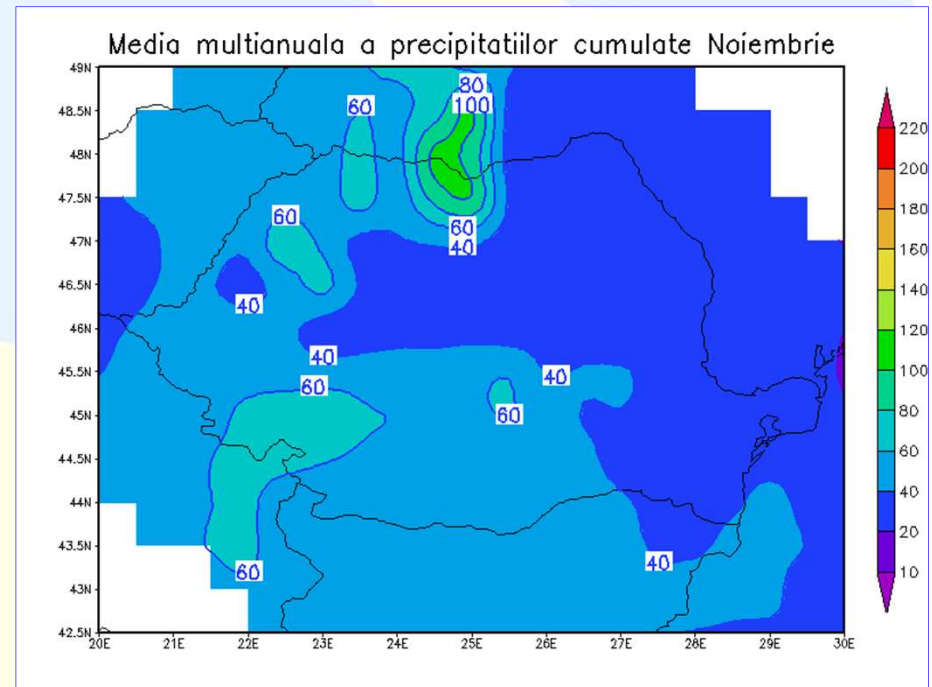 Media multianuala a precipitatiilor cumulate Noiembrie
49N
48.5N
48N
47.5N
47N
46.5N
46N
45.5N
45N
44.5N
44N
43.5N
43N
42.5N
20E 21E 22E 23E 24E 25E 26E 27E 28E 29E 30E
80
100
60
60
60
40
40
40
40
60
60
40
60
220
200
180
160
140
120
100
80
60
40
20
10